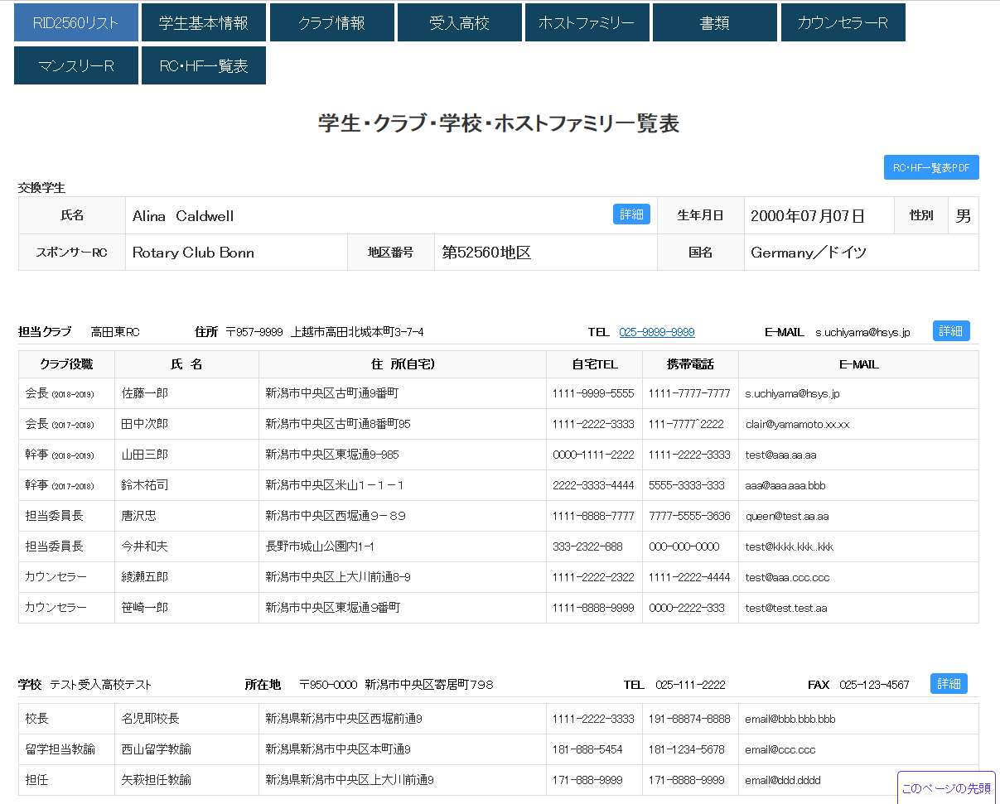 RID2560リスト 学生基本情報 クラブ情報 受入高校 ホストファミリー 書類 カウンセラーR
マンスリーR RC・HF一覧表
学生・クラブ・学校・ホストファミリー覧表
RC・HF一覧表PDF
交換学生
氏名 Alina Caldwell 詳細 生年月日 2000年07月07日 性別 男
スポンサーRC Rotary Club Bonn 地区番号 第52560地区 国名 Germany／ドイツ
担当クラブ 高田東RC 住所 〒957-9999 上越市高田北城本町3-7-4 TEL 025-9999-9999 E-MAIL s.uchiyama@hsys.jp 詳細
クラブ役職 氏 名 住 所(自宅) 自宅TEL 携帯電話 E-MAIL
会長 (2018-2019) 佐藤一郎 新潟市中央区古町通9番町 1111-9999-5555 1111-7777-7777 s.uchiyama@hsys.jp
会長 (2017-2018) 田中次郎 新潟市中央区古町通8番町95 1111-2222-3333 111-7777^2222 clair@yamamoto.xx.xx
幹事 (2018-2019) 山田三郎 新潟市中央区東堀通9-985 0000-1111-2222 1111-2222-3333 test@aaa.aa.aa
幹事 (2017-2018) 鈴木祐司 新潟市中央区米山１－１－１ 2222-3333-4444 5555-3333-333 aaa@aaa.aaa.bbb
担当委員長 唐沢忠 新潟市中央区西堀通９－８９ 1111-8888-7777 7777-5555-3636 queen@test.aa.aa
担当委員長 今井和夫 長野市城山公園内1-1 333-2322-888 000-000-0000 test@kkkk.kkk..kkk
カウンセラー 綾瀬五郎 新潟市中央区上大川前通8-9 1111-2222-2322 1111-2222-4444 test@aaa.ccc.ccc
カウンセラー 笹崎一郎 新潟市中央区東堀通９番町 1111-8888-9999 0000-2222-333 test@test.test.aa
学校 テスト受入高校テスト 所在地 〒950-0000 新潟市中央区寄居町７９８ TEL 025-111-2222 FAX 025-123-4567 詳細
校長 名児耶校長 新潟県新潟市中央区西堀前通9 1111-2222-3333 191-88874-8888 email@bbb.bbb.bbb
留学担当教諭 西山留学教諭 新潟県新潟市中央区本町通9 181-888-5454 181-1234-5678 email@ccc.ccc
担任 矢萩担任教諭 新潟県新潟市中央区上大川前通9 171-888-9999 171-8888-9999 email@ddd.dddd
このページの先頭